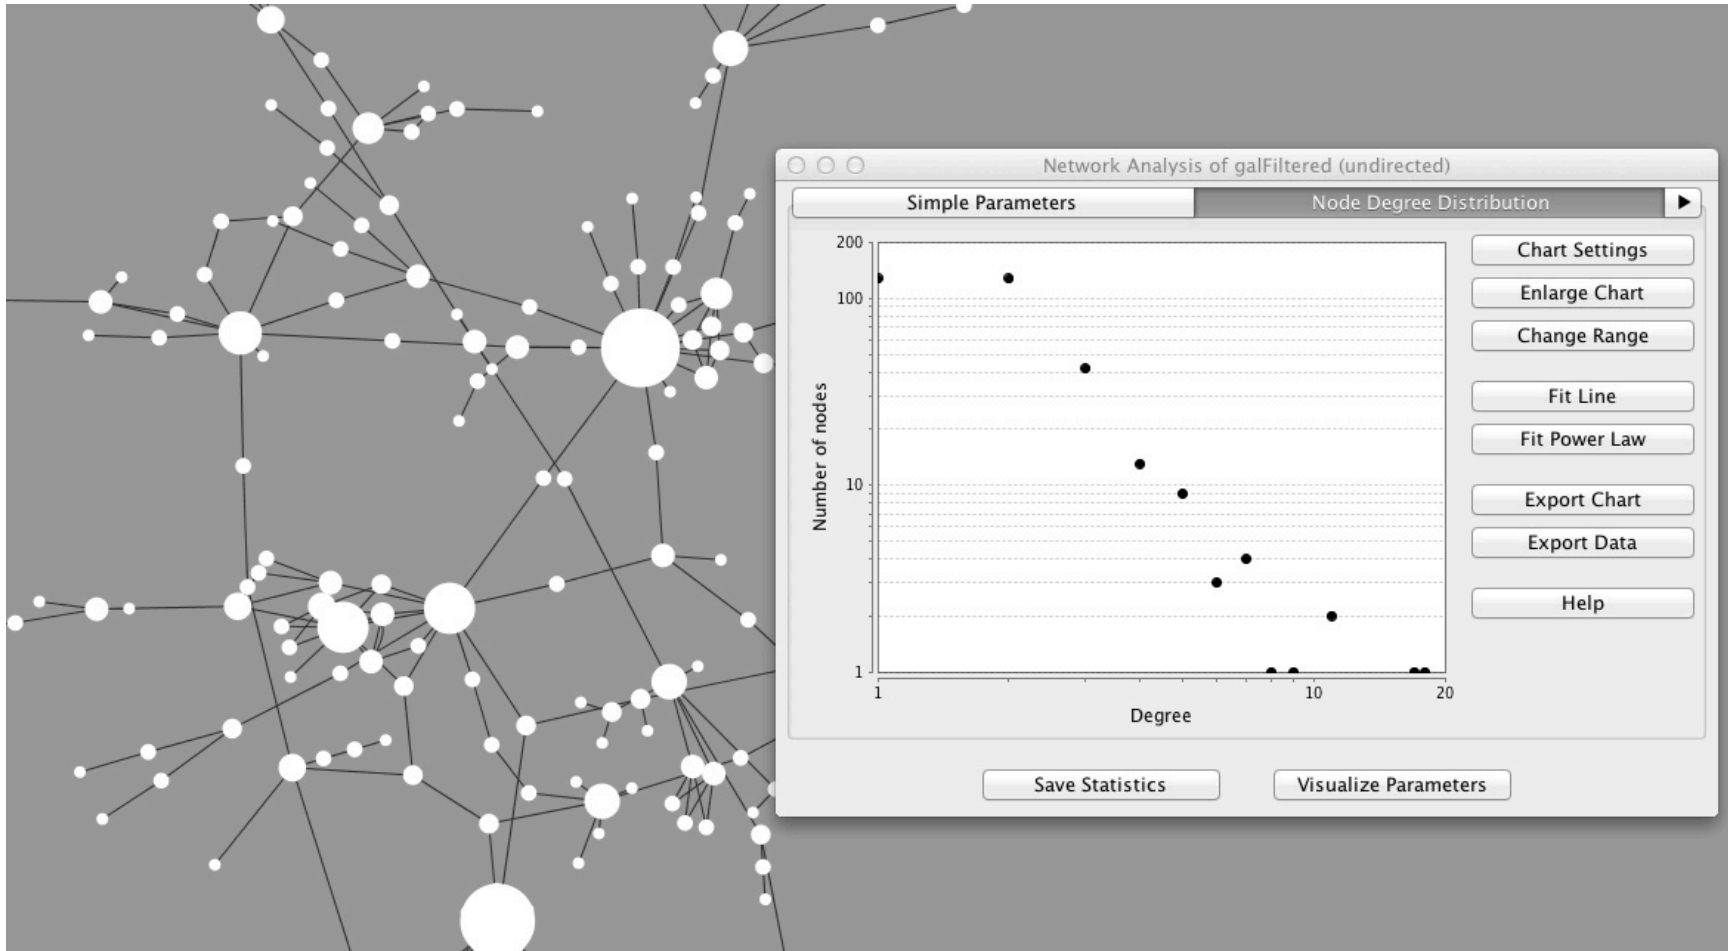 Network Analysis of galFiltered (undirected)
Simple Parameters
Node Degree Distribution
Chart Settings
Enlarge Chart
Change Range
Fit Line
Fit Power Law
Export Chart
Export Data
Help
200
100
10
1
Number of nodes
1
10
20
Degree
Save Statistics
Visualize Parameters